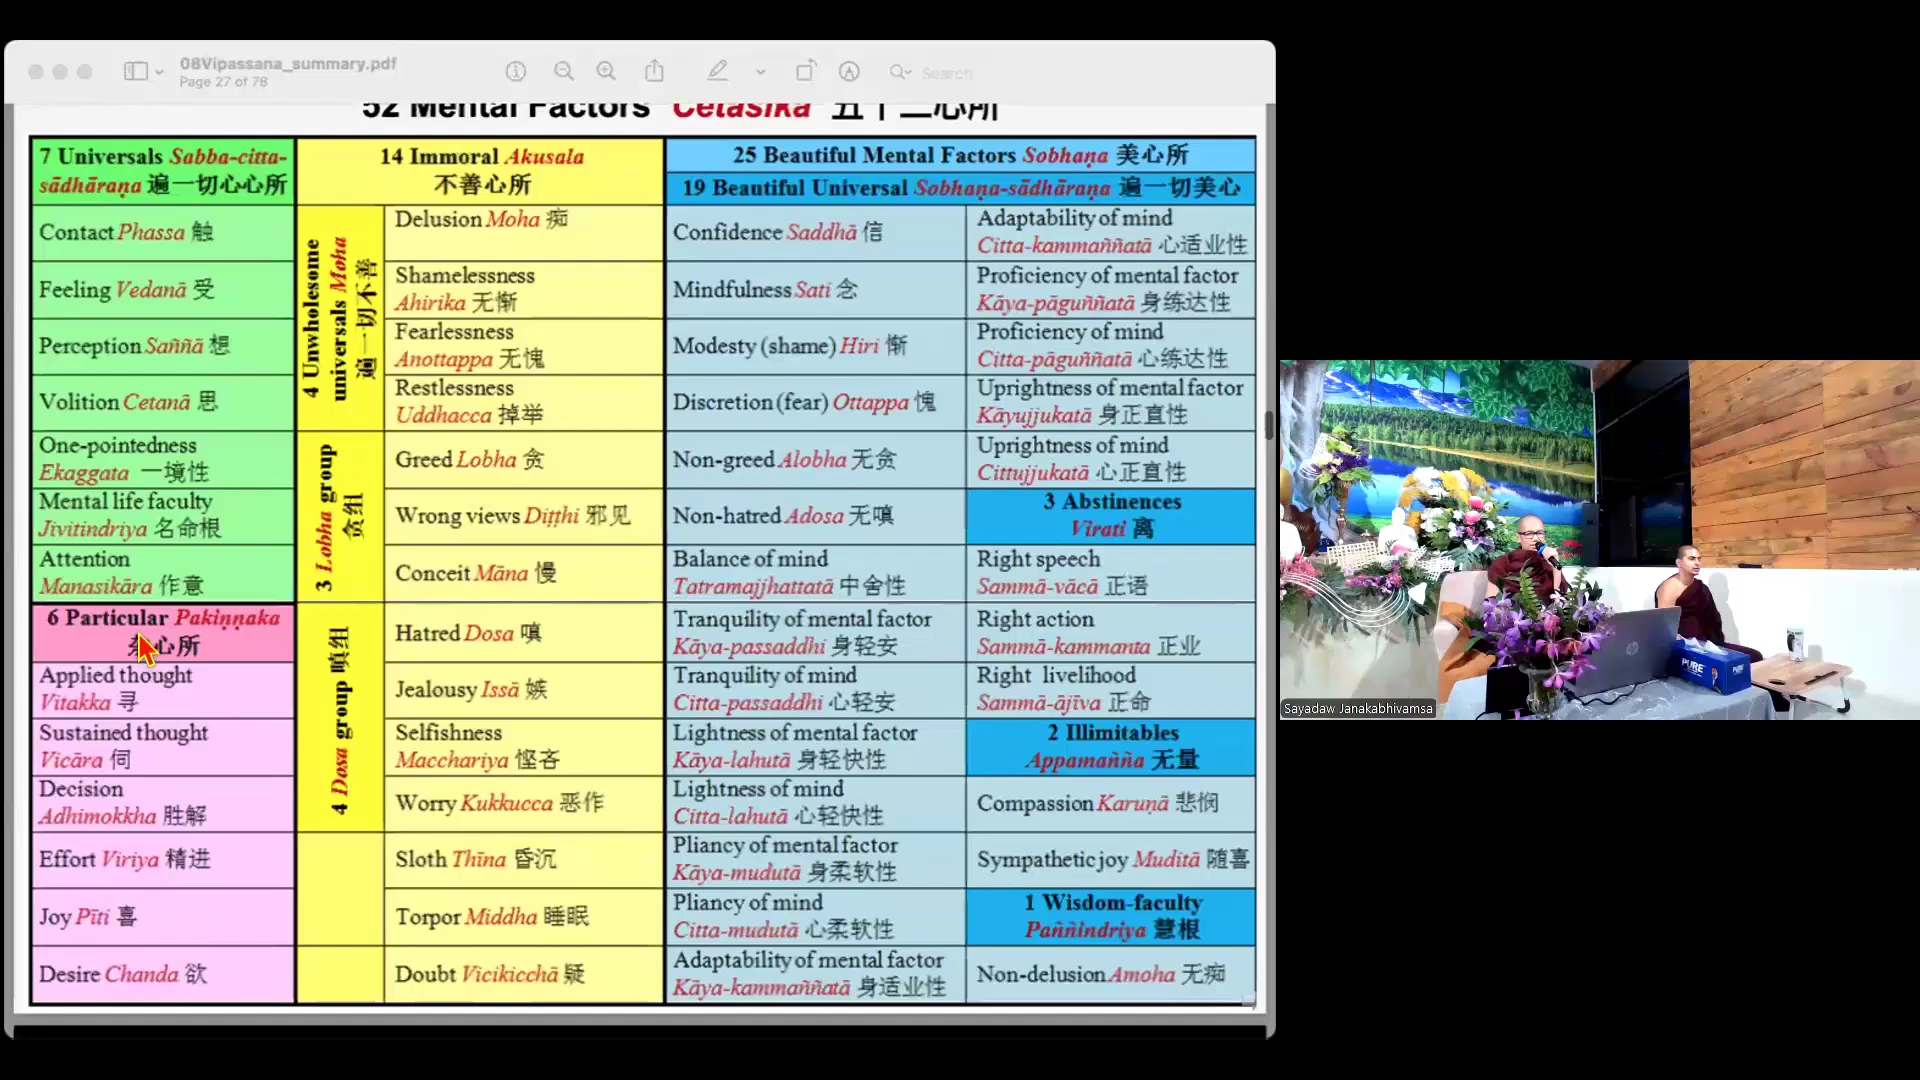 08Vipassana_summary.pdf
Page 27 of 78
Search
52 Mental Factors Cetasika 五十二心所
7 Universals Sabba-citta-
sādhāraṇa 遍一切心心所
Contact Phassa 触
Feeling Vedanā 受
Perception Saññā 想
Volition Cetanā 思
One-pointedness
Ekaggata 一境性
Mental life faculty
Jivitindriya 名命根
Attention
Manasikāra 作意
6 Particular Pakiṇṇaka
心所
Applied thought
Vitakka 寻
Sustained thought
Vicāra 伺
Decision
Adhimokkha 胜解
Effort Viriya 精进
Joy Pīti 喜
Desire Chanda 欲
14 Immoral Akusala
不善心所
4 Unwholesome
universals Moha
遍一切不善
Delusion Moha 痴
Shamelessness
Ahirika 无惭
Fearlessness
Anottappa 无愧
Restlessness
Uddhacca 掉举
3 Lobha group
贪组
Greed Lobha 贪
Wrong views Diṭṭhi 邪见
Conceit Māna 慢
4 Dosa group 嗔组
Hatred Dosa 嗔
Jealousy Issā 嫉
Selfishness
Macchariya 悭吝
Worry Kukkucca 恶作
Sloth Thīna 昏沉
Torpor Middha 睡眠
Doubt Vicikicchā 疑
25 Beautiful Mental Factors Sobhaṇa 美心所
19 Beautiful Universal Sobhaṇa-sādhāraṇa 遍一切美心
Confidence Saddhā 信
Mindfulness Sati 念
Modesty (shame) Hiri 惭
Discretion (fear) Ottappa 愧
Non-greed Alobha 无贪
Non-hatred Adosa 无嗔
Balance of mind
Tatramajjhattatā 中舍性
Tranquility of mental factor
Kāya-passaddhi 身轻安
Tranquility of mind
Citta-passaddhi 心轻安
Lightness of mental factor
Kāya-lahutā 身轻快性
Lightness of mind
Citta-lahutā 心轻快性
Pliancy of mental factor
Kāya-mudutā 身柔软性
Pliancy of mind
Citta-mudutā 心柔软性
Adaptability of mental factor
Kāya-kammaññatā 身适业性
Adaptability of mind
Citta-kammaññatā 心适业性
Proficiency of mental factor
Kāya-pāguññatā 身练达性
Proficiency of mind
Citta-pāguññatā 心练达性
Uprightness of mental factor
Kāyujjukatā 身正直性
Uprightness of mind
Cittujjukatā 心正直性
3 Abstinences
Virati 离
Right speech
Sammā-vācā 正语
Right action
Sammā-kammanta 正业
Right livelihood
Sammā-ājīva 正命
2 Illimitables
Appamañña 无量
Compassion Karuṇā 悲悯
Sympathetic joy Muditā 随喜
1 Wisdom-faculty
Paññindriya 慧根
Non-delusion Amoha 无痴
hp
PURE
Sayadaw Janakabhivamsa